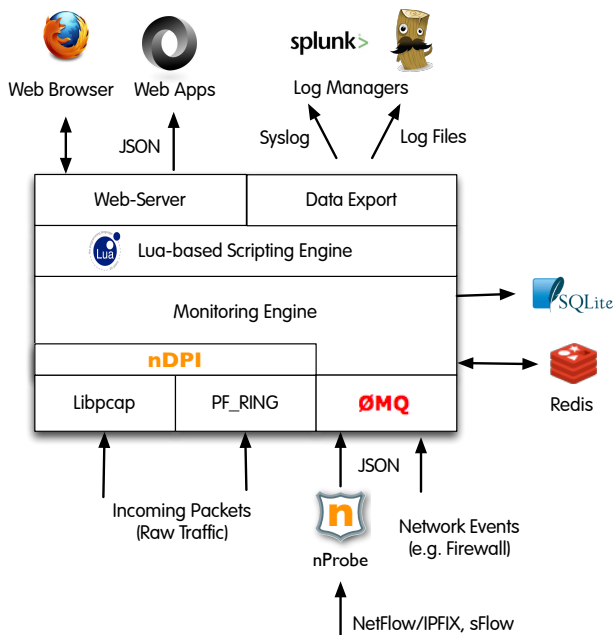 splunk>
Web Browser
Web Apps
Log Managers
JSON
Syslog
Log Files
Web-Server
Data Export
Lua
Lua-based Scripting Engine
Monitoring Engine
SQLite
nDPI
Libpcap
PF_RING
ØMQ
Redis
JSON
Incoming Packets
(Raw Traffic)
n
nProbe
Network Events
(e.g. Firewall)
NetFlow/IPFIX, sFlow